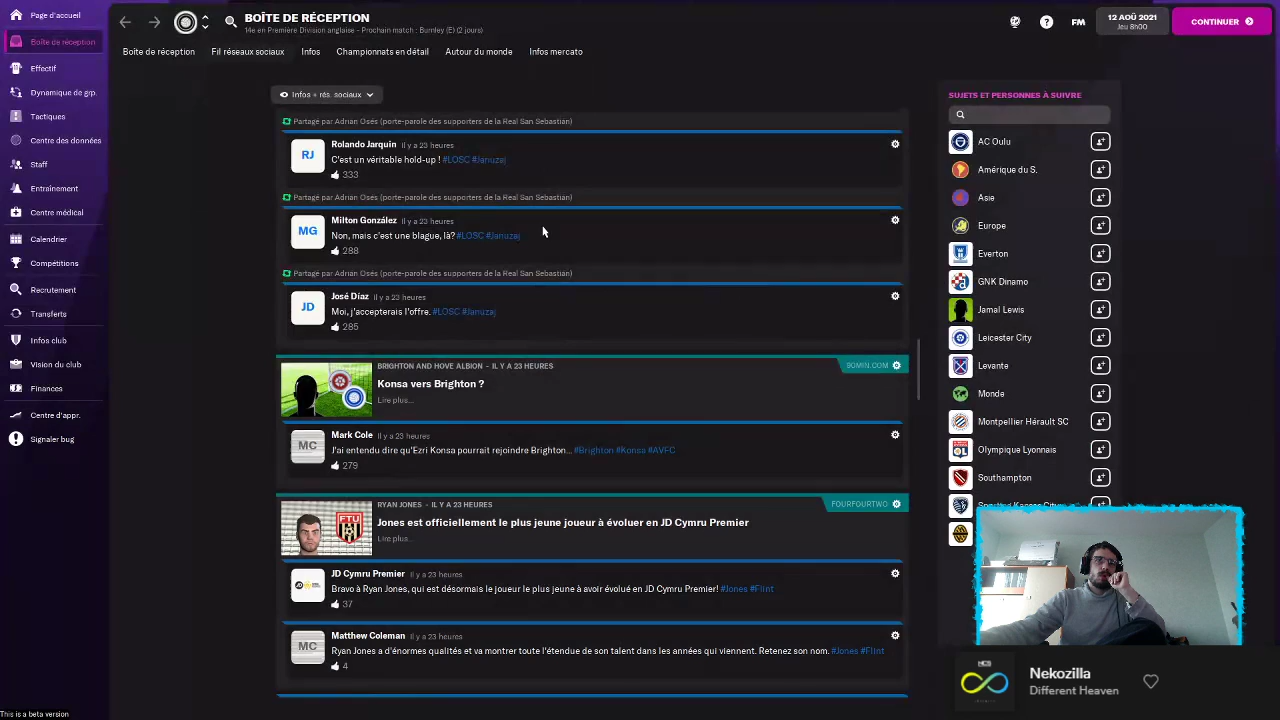 Page d'accueil
Boîte de réception
Effectif
Dynamique de grp.
Tactiques
Centre des données
Staff
Entraînement
Centre médical
Calendrier
Compétitions
Recrutement
Transferts
Infos club
Vision du club
Finances
Centre d'appr.
Signaler bug
This is a beta version
BOÎTE DE RÉCEPTION
14e en Première Division anglaise - Prochain match : Burnley (E) (2 jours)
FM
12 AOÛ 2021
Jeu 8h00
CONTINUER
Boîte de réception
Fil réseaux sociaux
Infos
Championnats en détail
Autour du monde
Infos mercato
Infos + rés. sociaux
Partagé par Adrian Osés (porte-parole des supporters de la Real San Sebastián)
RJ
Rolando Jarquin Il y a 23 heures
C'est un véritable hold-up ! #LOSC #Januzaj
333
Partagé par Adrian Osés (porte-parole des supporters de la Real San Sebastián)
MG
Milton González Il y a 23 heures
Non, mais c'est une blague, là? #LOSC #Januzaj
288
Partagé par Adrian Osés (porte-parole des supporters de la Real San Sebastián)
JD
José Díaz Il y a 23 heures
Moi, j'accepterais l'offre. #LOSC #Januzaj
285
BRIGHTON AND HOVE ALBION - IL Y A 23 HEURES
90MIN.COM
Konsa vers Brighton ?
Lire plus...
MC
Mark Cole Il y a 23 heures
J'ai entendu dire qu'Ezri Konsa pourrait rejoindre Brighton... #Brighton #Konsa #AVFC
279
RYAN JONES - IL Y A 23 HEURES
FOURFOURTWO
FTU
Jones est officiellement le plus jeune joueur à évoluer en JD Cymru Premier
Lire plus...
JD Cymru Premier Il y a 23 heures
Bravo à Ryan Jones, qui est désormais le joueur le plus jeune à avoir évolué en JD Cymru Premier! #Jones #Flint
37
MC
Matthew Coleman Il y a 23 heures
Ryan Jones a d'énormes qualités et va montrer toute l'étendue de son talent dans les années qui viennent. Retenez son nom. #Jones #Flint
4
SUJETS ET PERSONNES À SUIVRE
AC Oulu
Amérique du S.
Asie
Europe
Everton
GNK Dinamo
Jamal Lewis
Leicester City
Levante
Monde
Montpellier Hérault SC
Olympique Lyonnais
Southampton
Sporting Kansas City
Nekozilla
Different Heaven